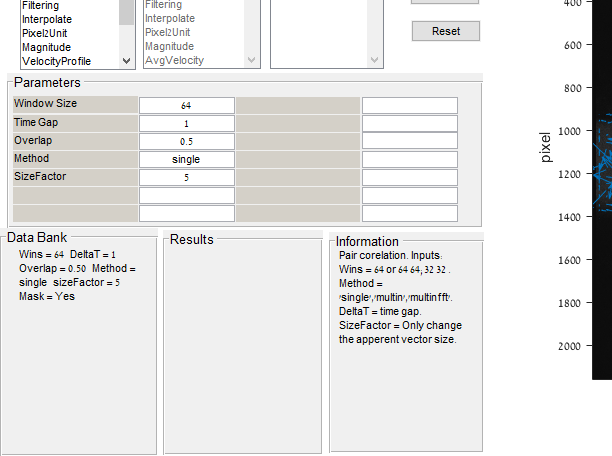 Filtering
Interpolate
Pixel2Unit
Magnitude
VelocityProfile
Filtering
Interpolate
Pixel2Unit
Magnitude
AvgVelocity
Reset
Parameters
Window Size 64
Time Gap 1
Overlap 0.5
Method single
SizeFactor 5
Data Bank
Wins = 64 DeltaT = 1
Overlap = 0.50 Method =
single sizeFactor = 5
Mask = Yes
Results
Information
Pair corelation. Inputs:
Wins = 64 or 64 64; 32 32 .
Method =
'single','multin','multinfft'.
DeltaT = time gap.
SizeFactor = Only change
the apperent vector size.
pixel
400
600
800
1000
1200
1400
1600
1800
2000